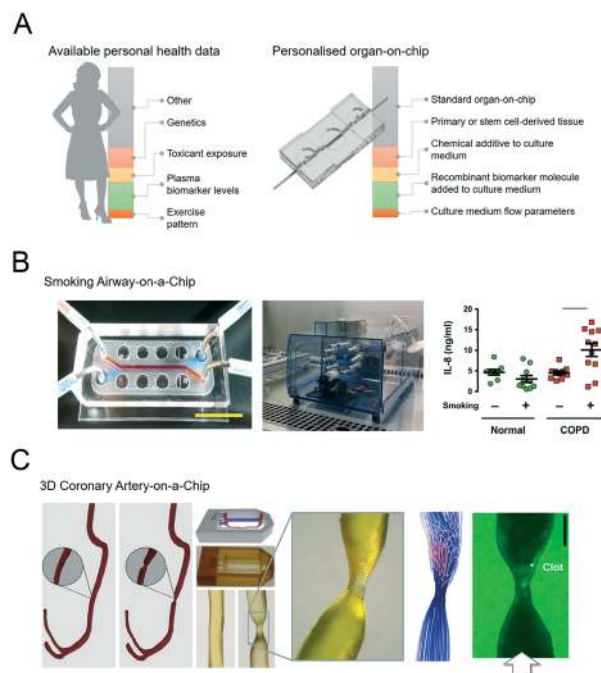 A
Available personal health data
Personalised organ-on-chip
Other
Genetics
Toxicant exposure
Plasma
biomarker levels
Exercise
pattern
Standard organ-on-chip
Primary or stem cell-derived tissue
Chemical additive to culture
medium
Recombinant biomarker molecule
added to culture medium
Culture medium flow parameters
B
Smoking Airway-on-a-Chip
IL-8 (ng/ml)
20
15
10
5
0
Smoking
–
+
–
+
Normal
COPD
C
3D Coronary Artery-on-a-Chip
Clot